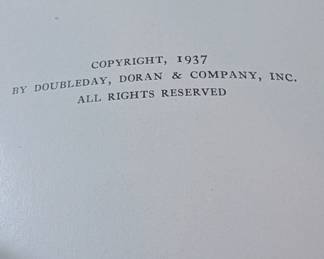 COPYRIGHT, 1937
BY DOUBLEDAY, DORAN & COMPANY, INC.
ALL RIGHTS RESERVED